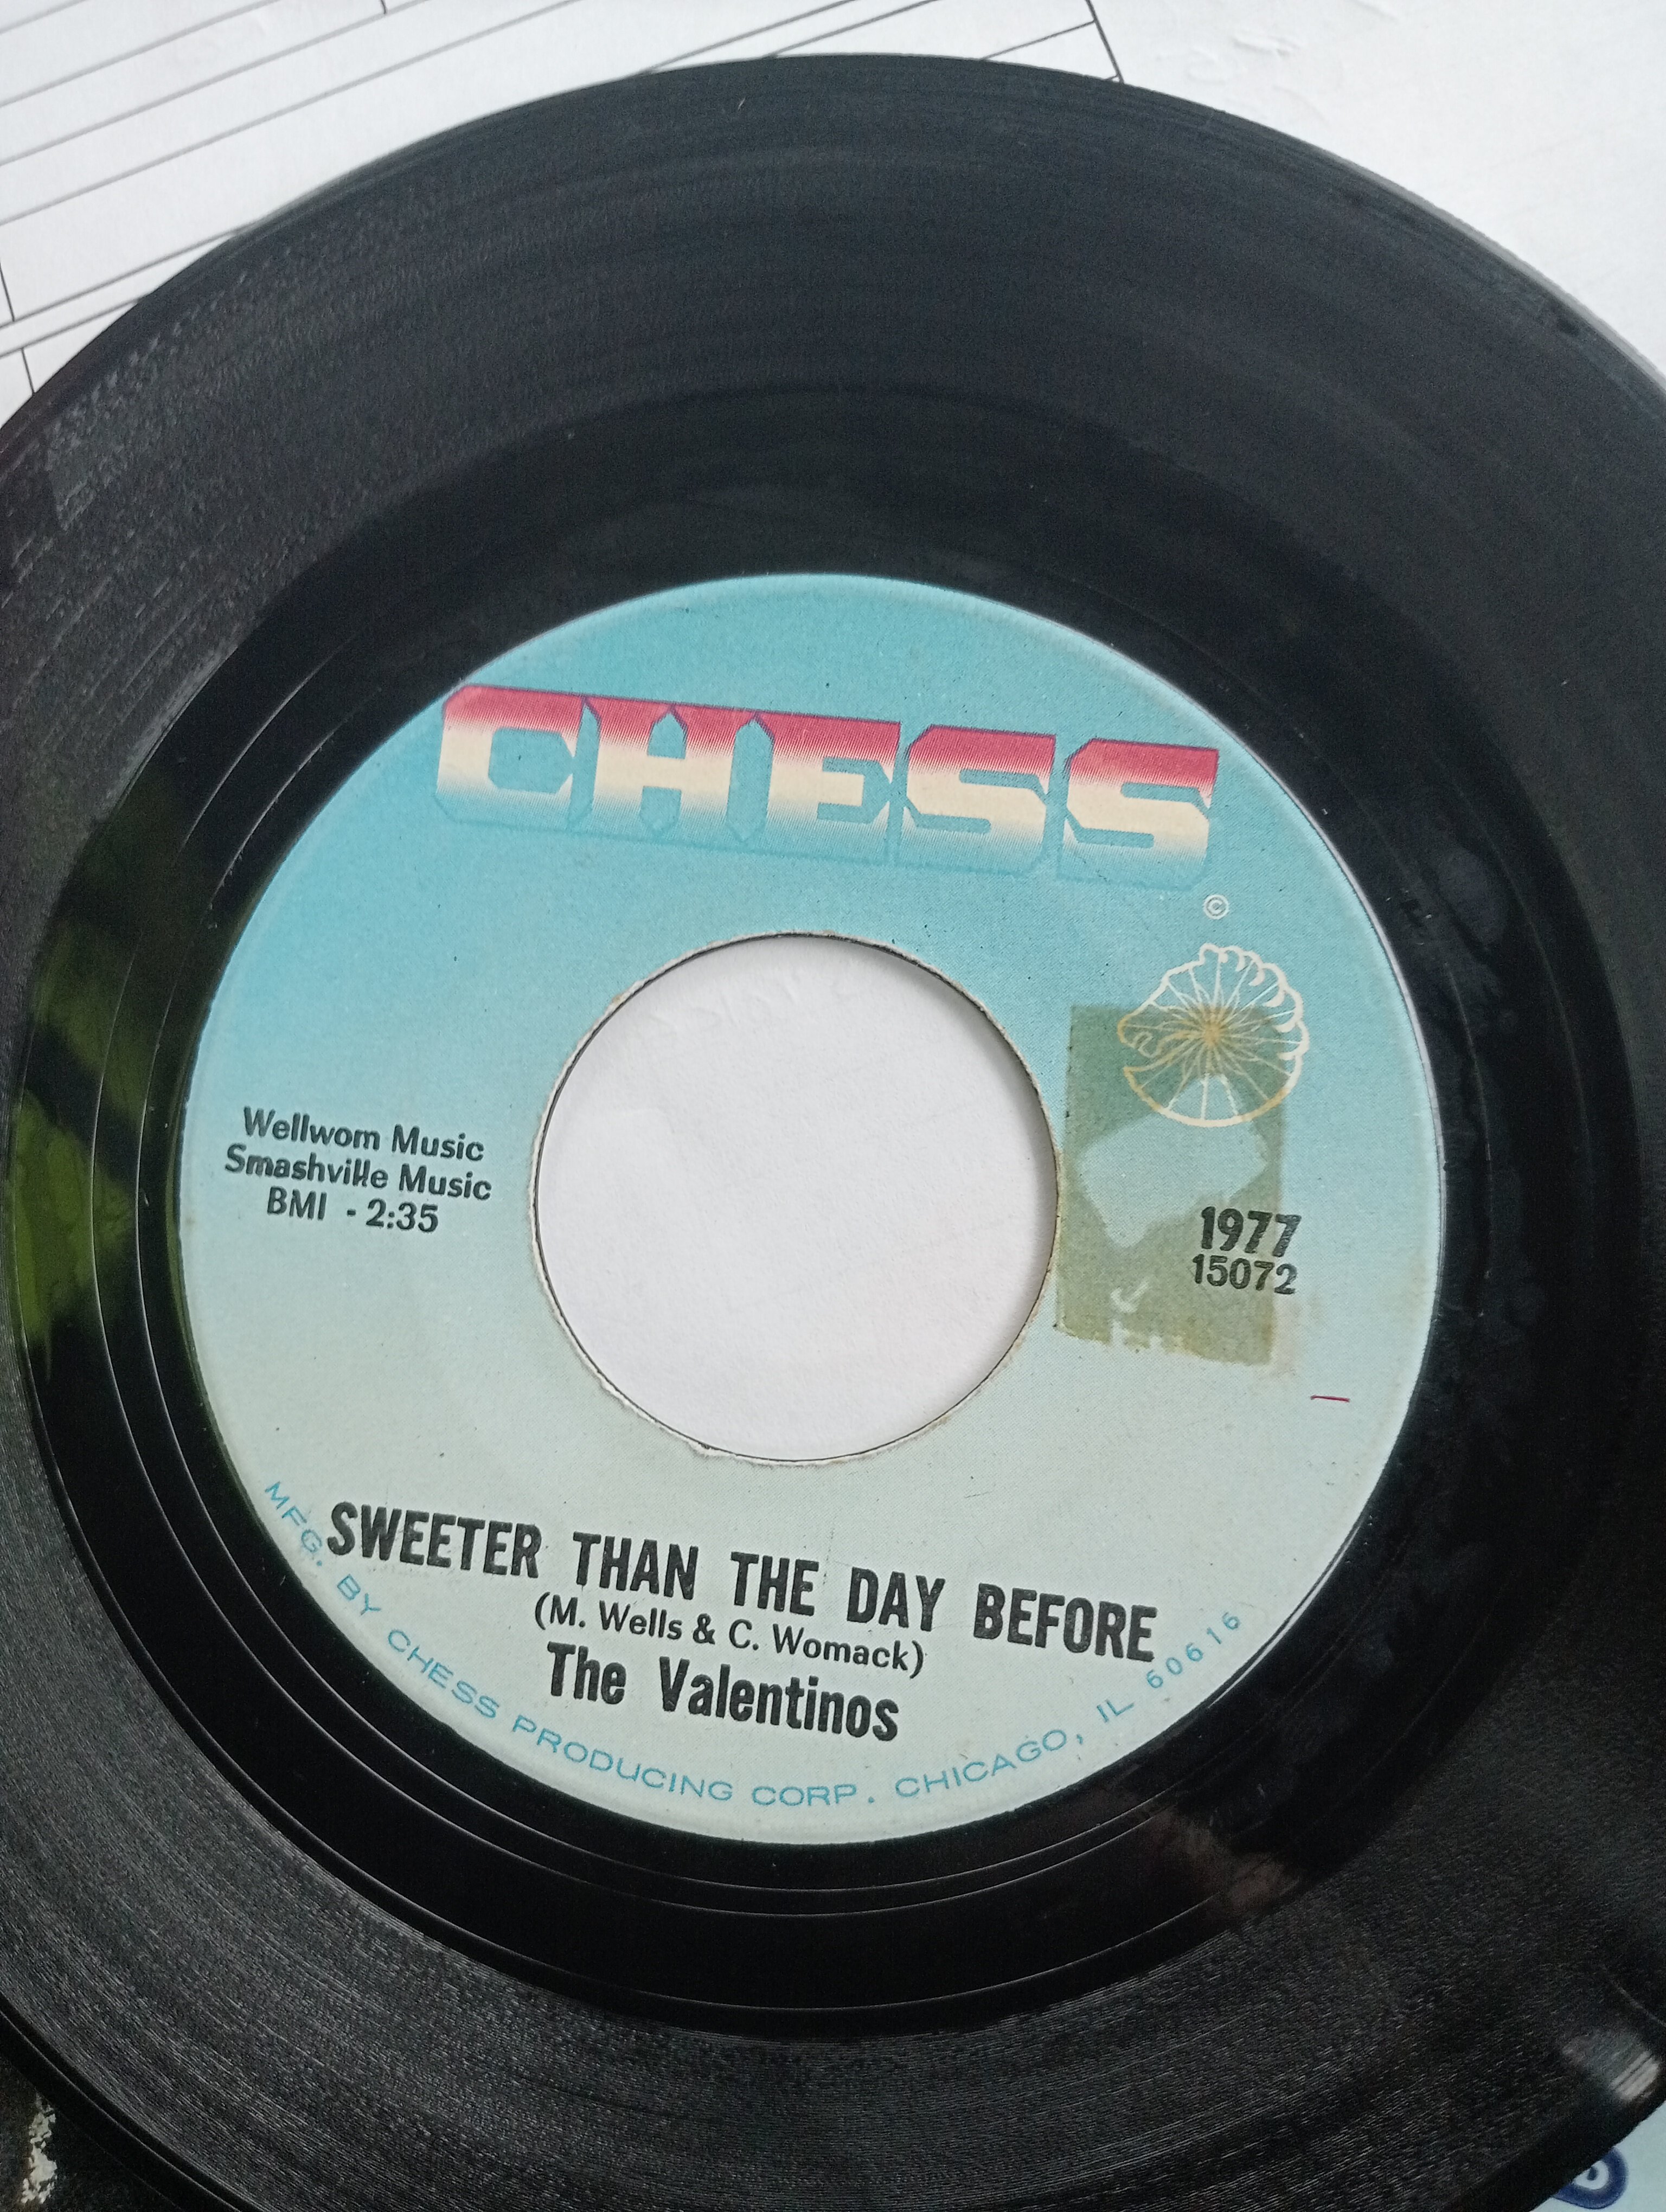 CHESS
©
Wellwom Music
Smashville Music
BMI - 2:35
1977
15072
SWEETER THAN THE DAY BEFORE
(M. Wells & C. Womack)
The Valentinos
MFG. BY CHESS PRODUCING CORP. CHICAGO, IL 60616